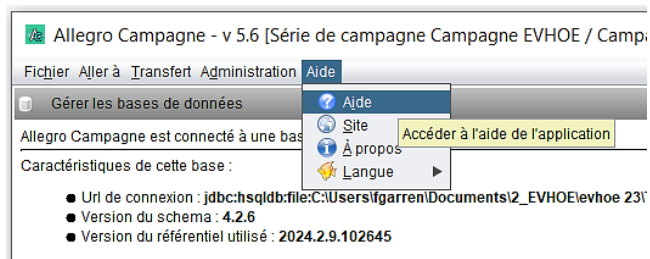 Allegro Campagne - v 5.6 [Série de campagne Campagne EVHOE / Campa
Fichier Aller à Transfert Administration Aide
Gérer les bases de données
Aide
Allegro Campagne est connecté à une bas
Site
Accéder à l'aide de l'application
À propos
Caractéristiques de cette base :
Langue
Url de connexion : jdbc:hsqldb:file:C:\Users\fgarren\Documents\2_EVHOE\evhoe 23\
Version du schema : 4.2.6
Version du référentiel utilisé : 2024.2.9.102645